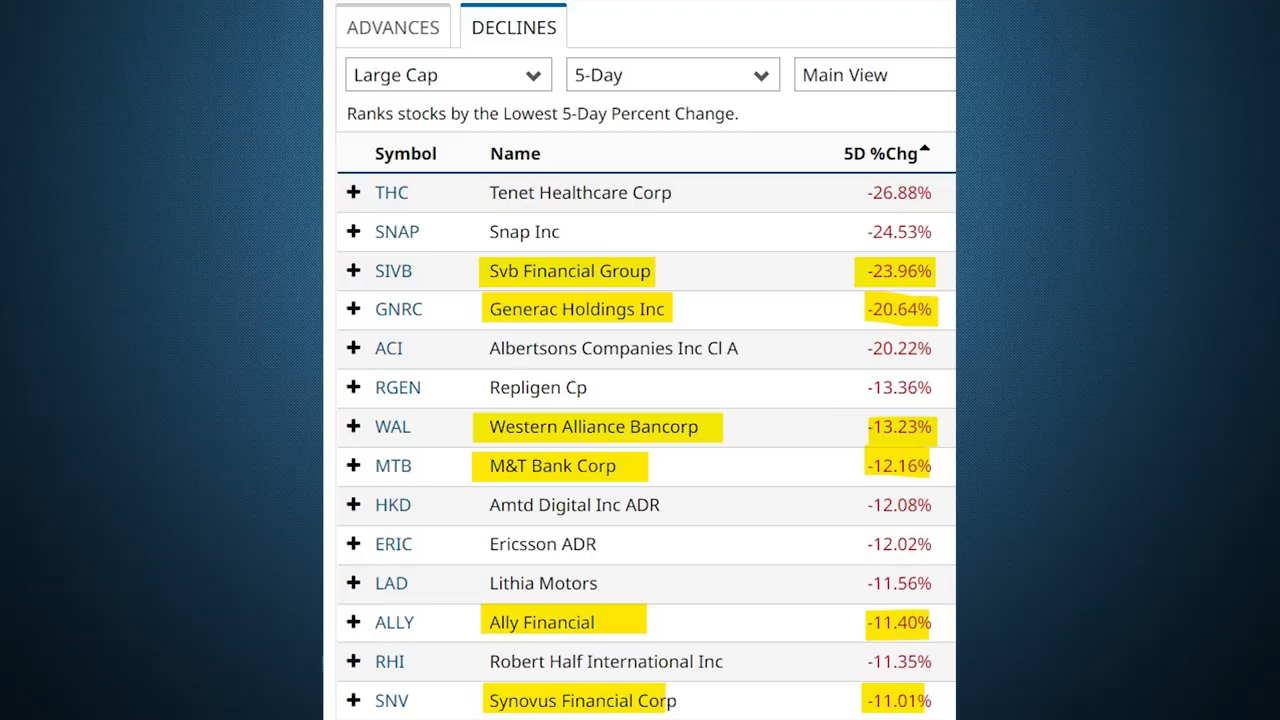 ADVANCES DECLINES
Large Cap 5-Day Main View
Ranks stocks by the Lowest 5-Day Percent Change.
Symbol Name 5D %Chg
THC Tenet Healthcare Corp -26.88%
SNAP Snap Inc -24.53%
SIVB Svb Financial Group -23.96%
GNRC Generac Holdings Inc -20.64%
ACI Albertsons Companies Inc Cl A -20.22%
RGEN Repligen Cp -13.36%
WAL Western Alliance Bancorp -13.23%
MTB M&T Bank Corp -12.16%
HKD Amtd Digital Inc ADR -12.08%
ERIC Ericsson ADR -12.02%
LAD Lithia Motors -11.56%
ALLY Ally Financial -11.40%
RHI Robert Half International Inc -11.35%
SNV Synovus Financial Corp -11.01%